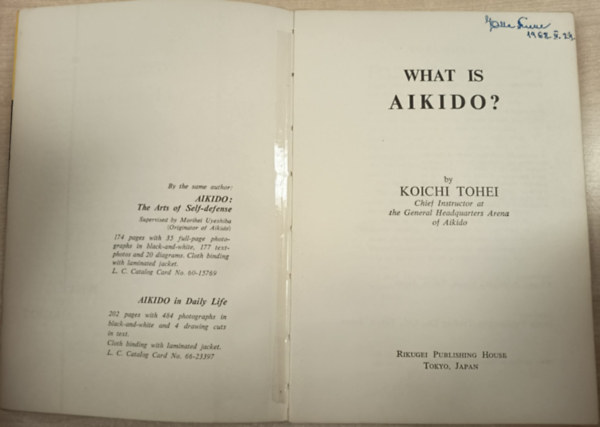 By the same author:
AIKIDO:
The Arts of Self-defense
Supervised by Morihei Uyeshiba
(Originator of Aikido)
174 pages with 35 full-page photo-
graphs in black-and-white, 177 text-
photos and 20 diagrams. Cloth binding
with laminated jacket.
L. C. Catalog Card No.
AIKIDO in Daily Life
202 pages with 484 photographs in
black-and-white and 4 drawing cuts
in text.
Cloth binding with laminated jacket.
L. C. Catalog Card No. 66-23397
WHAT IS
AIKIDO?
by
KOICHI TOHEI
Chief Instructor at
the General Headquarters Arena
of Aikido
RIKUGEI PUBLISHING HOUSE
TOKYO, JAPAN